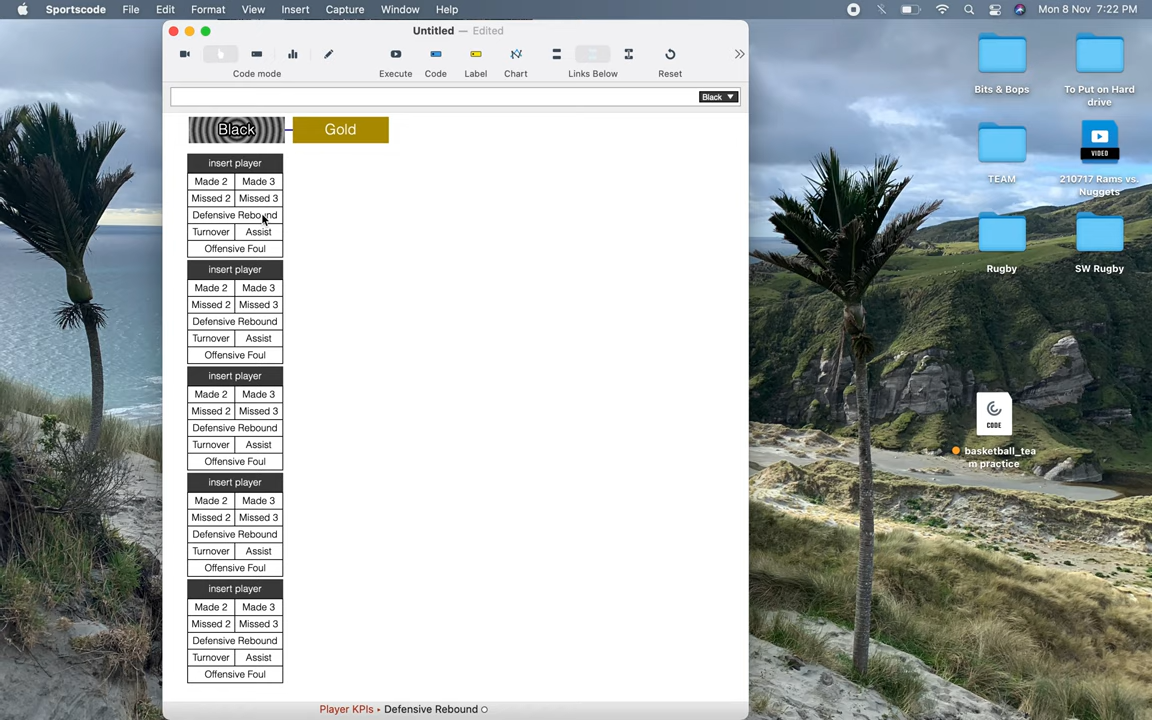 Sportscode File Edit Format View Insert Capture Window Help
Mon 8 Nov 7:22 PM
Untitled — Edited
Code mode
Execute Code Label Chart Links Below Reset
Black
Black Gold
insert player
Made 2 Made 3
Missed 2 Missed 3
Defensive Rebound
Turnover Assist
Offensive Foul
insert player
Made 2 Made 3
Missed 2 Missed 3
Defensive Rebound
Turnover Assist
Offensive Foul
insert player
Made 2 Made 3
Missed 2 Missed 3
Defensive Rebound
Turnover Assist
Offensive Foul
insert player
Made 2 Made 3
Missed 2 Missed 3
Defensive Rebound
Turnover Assist
Offensive Foul
insert player
Made 2 Made 3
Missed 2 Missed 3
Defensive Rebound
Turnover Assist
Offensive Foul
Player KPIs • Defensive Rebound
Bits & Bops
To Put on Hard
drive
TEAM
VIDEO
210717 Rams vs.
Nuggets
Rugby
SW Rugby
CODE
basketball_tea
m practice